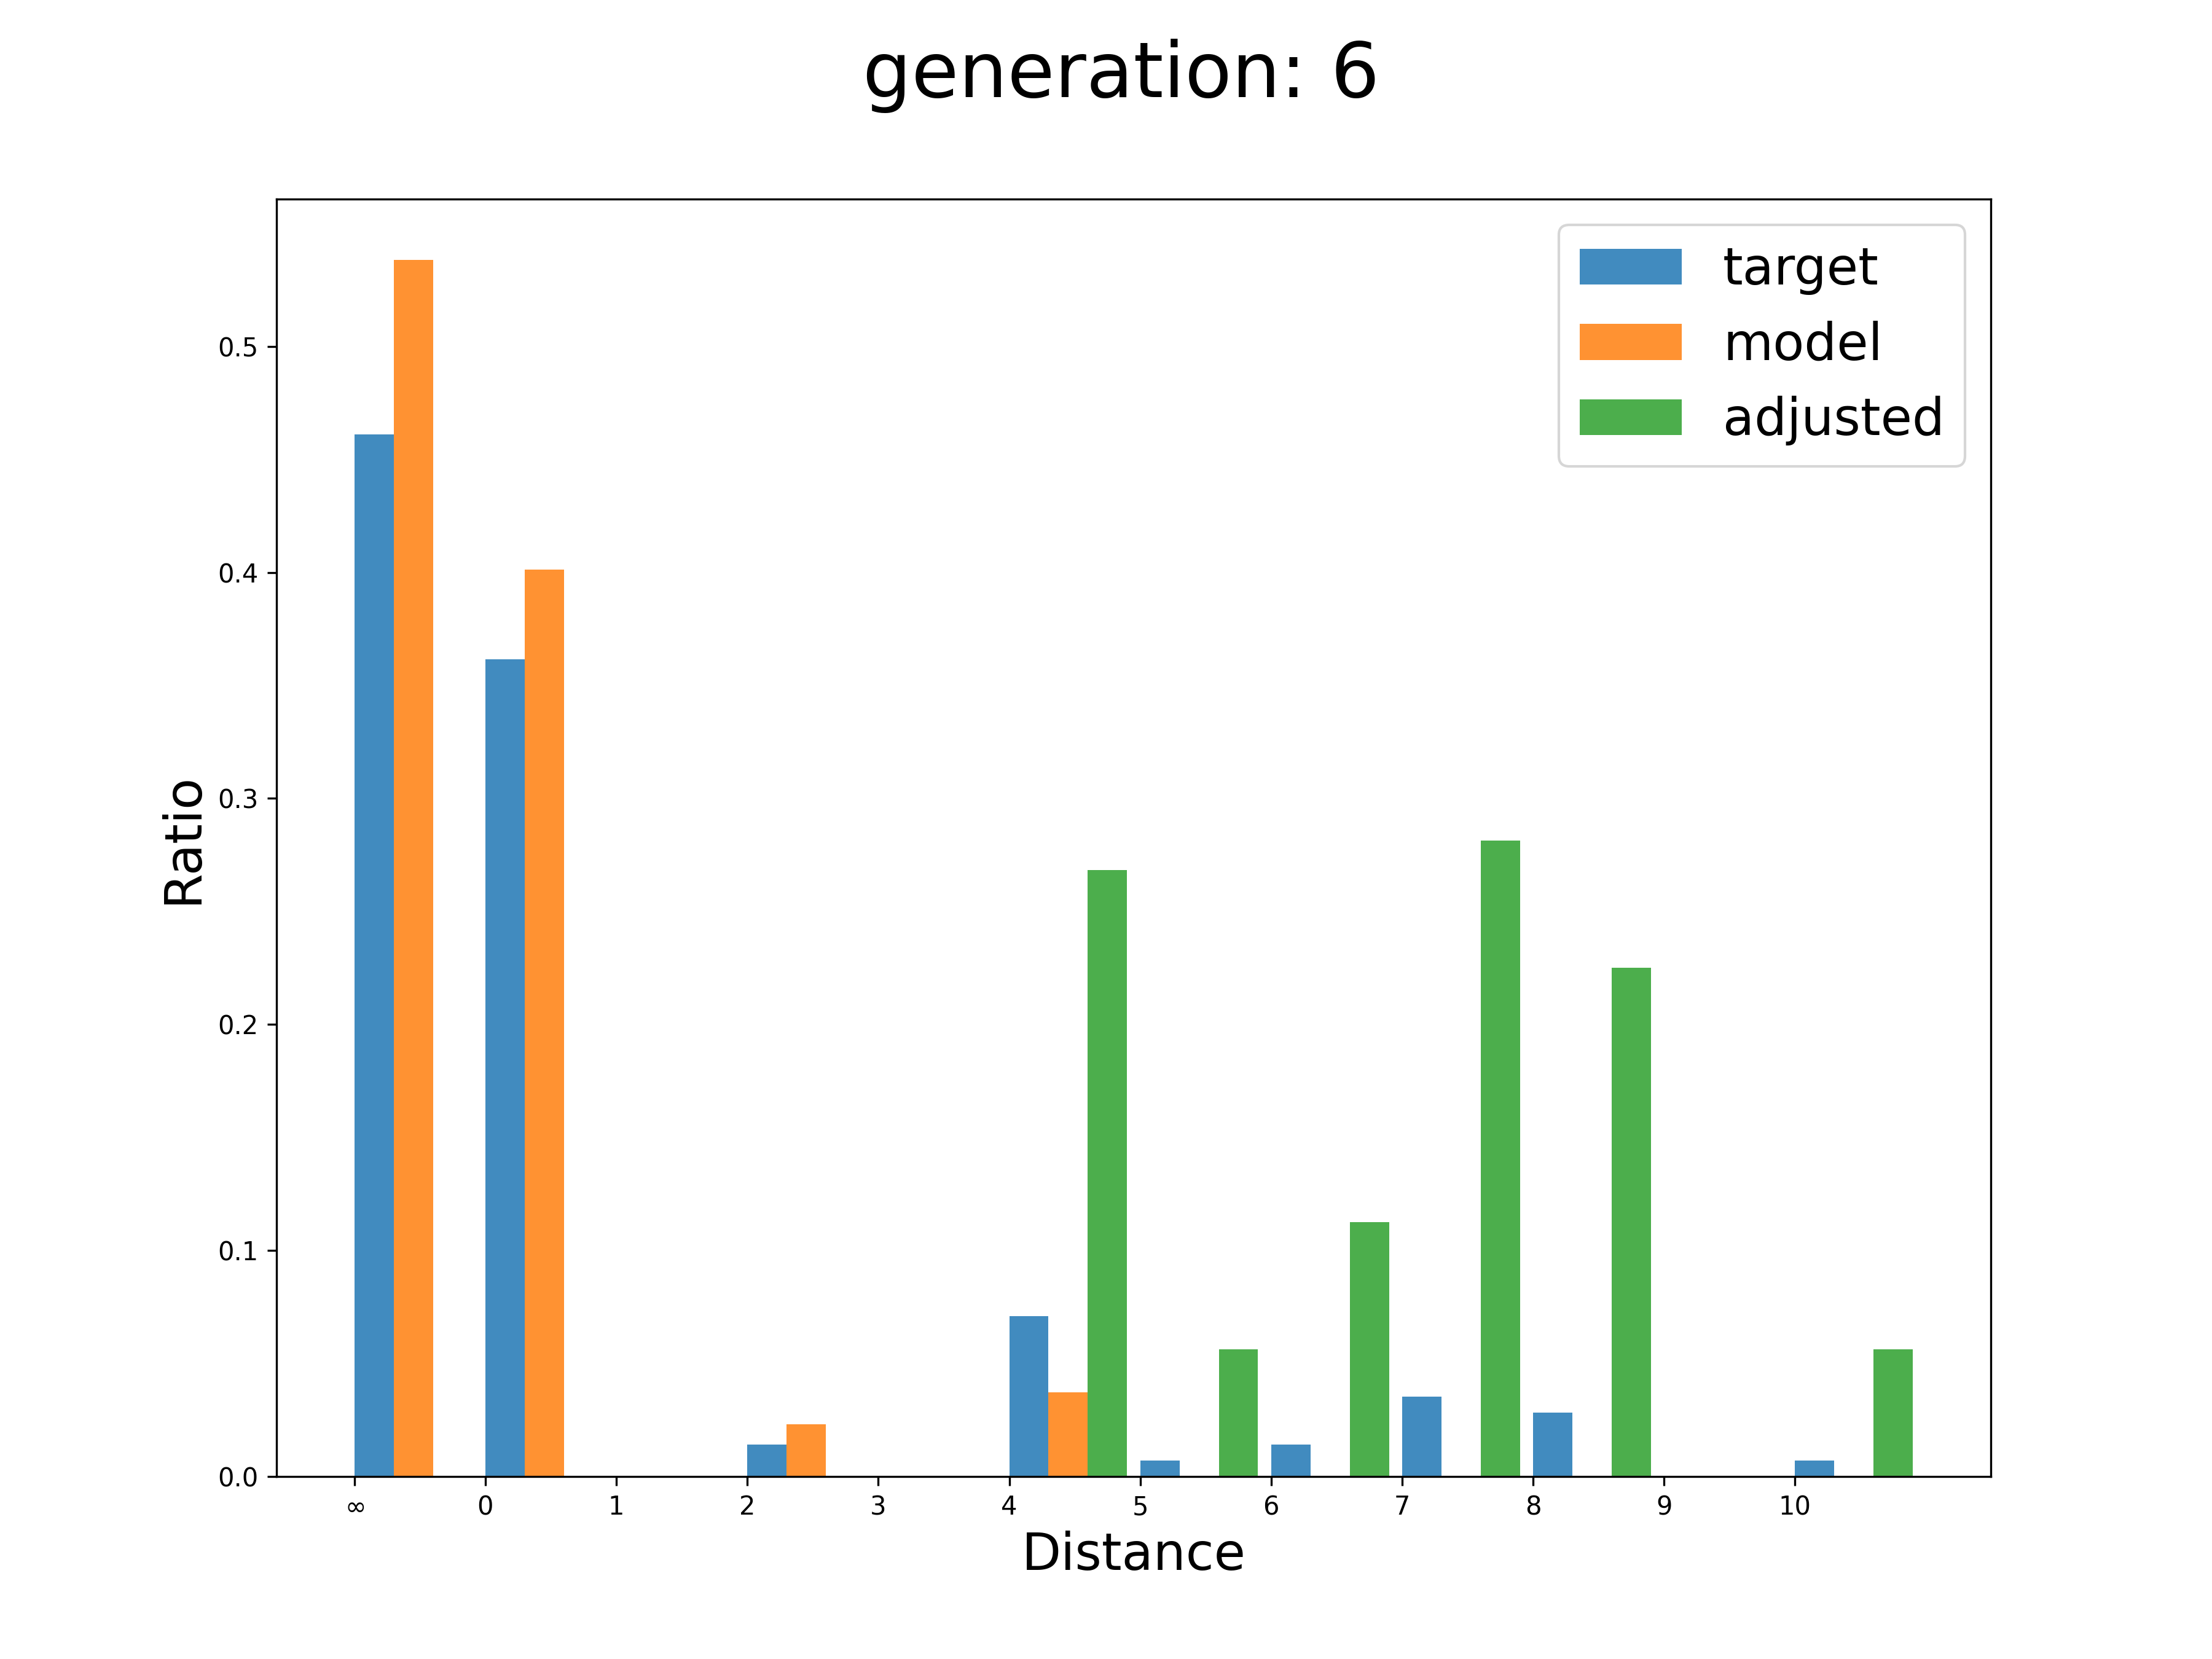 generation: 6
target
model
adjusted
Ratio
0.5
0.4
0.3
0.2
0.1
0.0
∞ 0 1 2 3 4 5 6 7 8 9 10
Distance